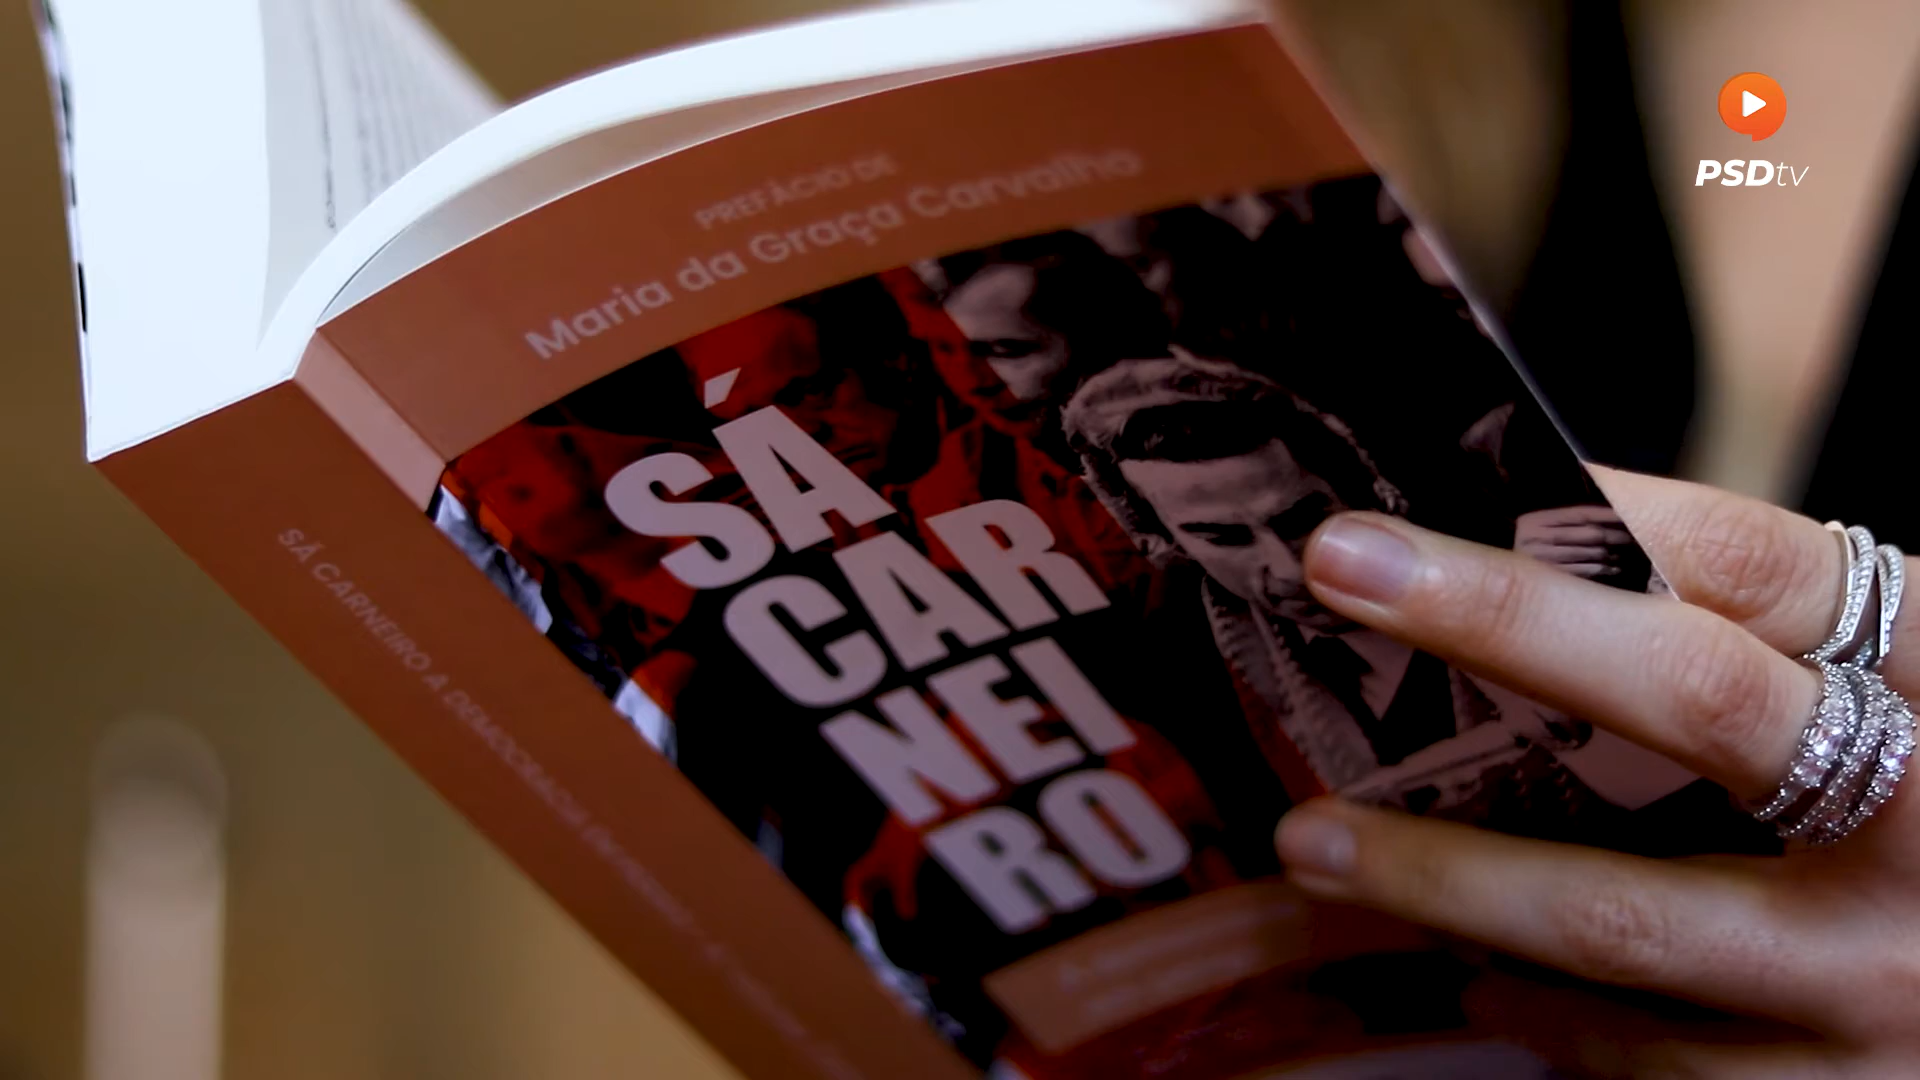 PREFÁCIO DE
Maria da Graça Carvalho
SÁ
CAR
NEI
RO
SÁ CARNEIRO A DEMOCRACIA
PSDtv